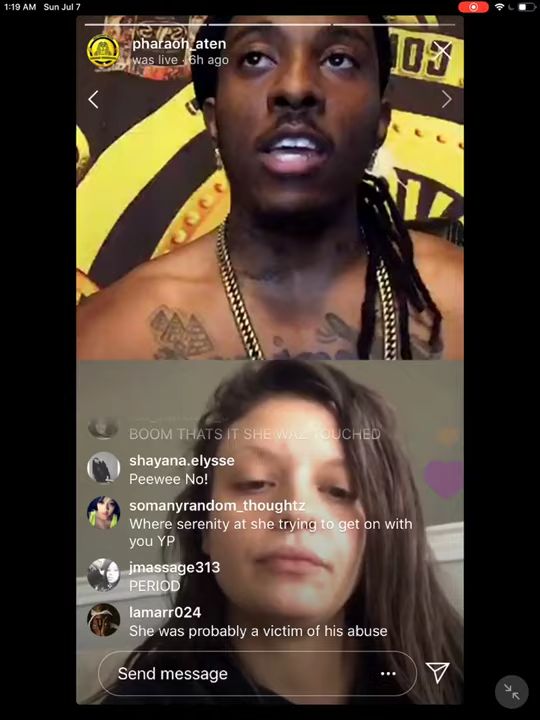 1:19 AM Sun Jul 7
pharaoh_aten
was live · 6h ago
BOOM THATS IT SHE WAS TOUCHED
shayana.elysse
Peewee No!
somanyrandom_thoughtz
Where serenity at she trying to get on with
you YP
jmassage313
PERIOD
lamarr024
She was probably a victim of his abuse
Send message